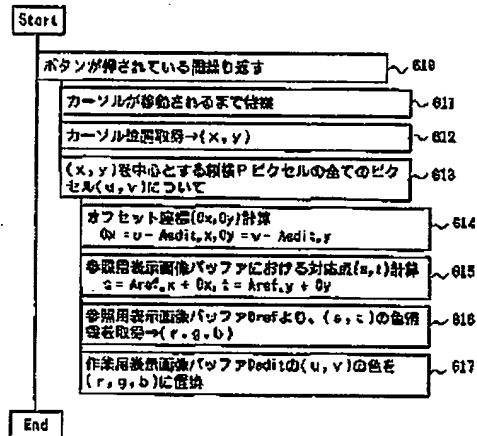 Start
ボタンが押されている間繰り返す
610
カーソルが移動されるまで待機
611
カーソル位置取得→(x,y)
612
(x,y)を中心とする近傍Pピクセルの全てのピク
セル(u,v)について
613
オフセット座標(Ox,Oy)計算
Ox = u - Aedit.x,Oy = v - Aedit.y
614
参照用表示画像バッファにおける対応点(s,t)計算
s = Aref.x + Ox,t = Aref.y + Oy
615
参照用表示画像バッファDrefより、(s,t)の色情
報を取得→(r,g,b)
616
作業用表示画像バッファDeditの(u,v)の色を
(r,g,b)に置換
617
End